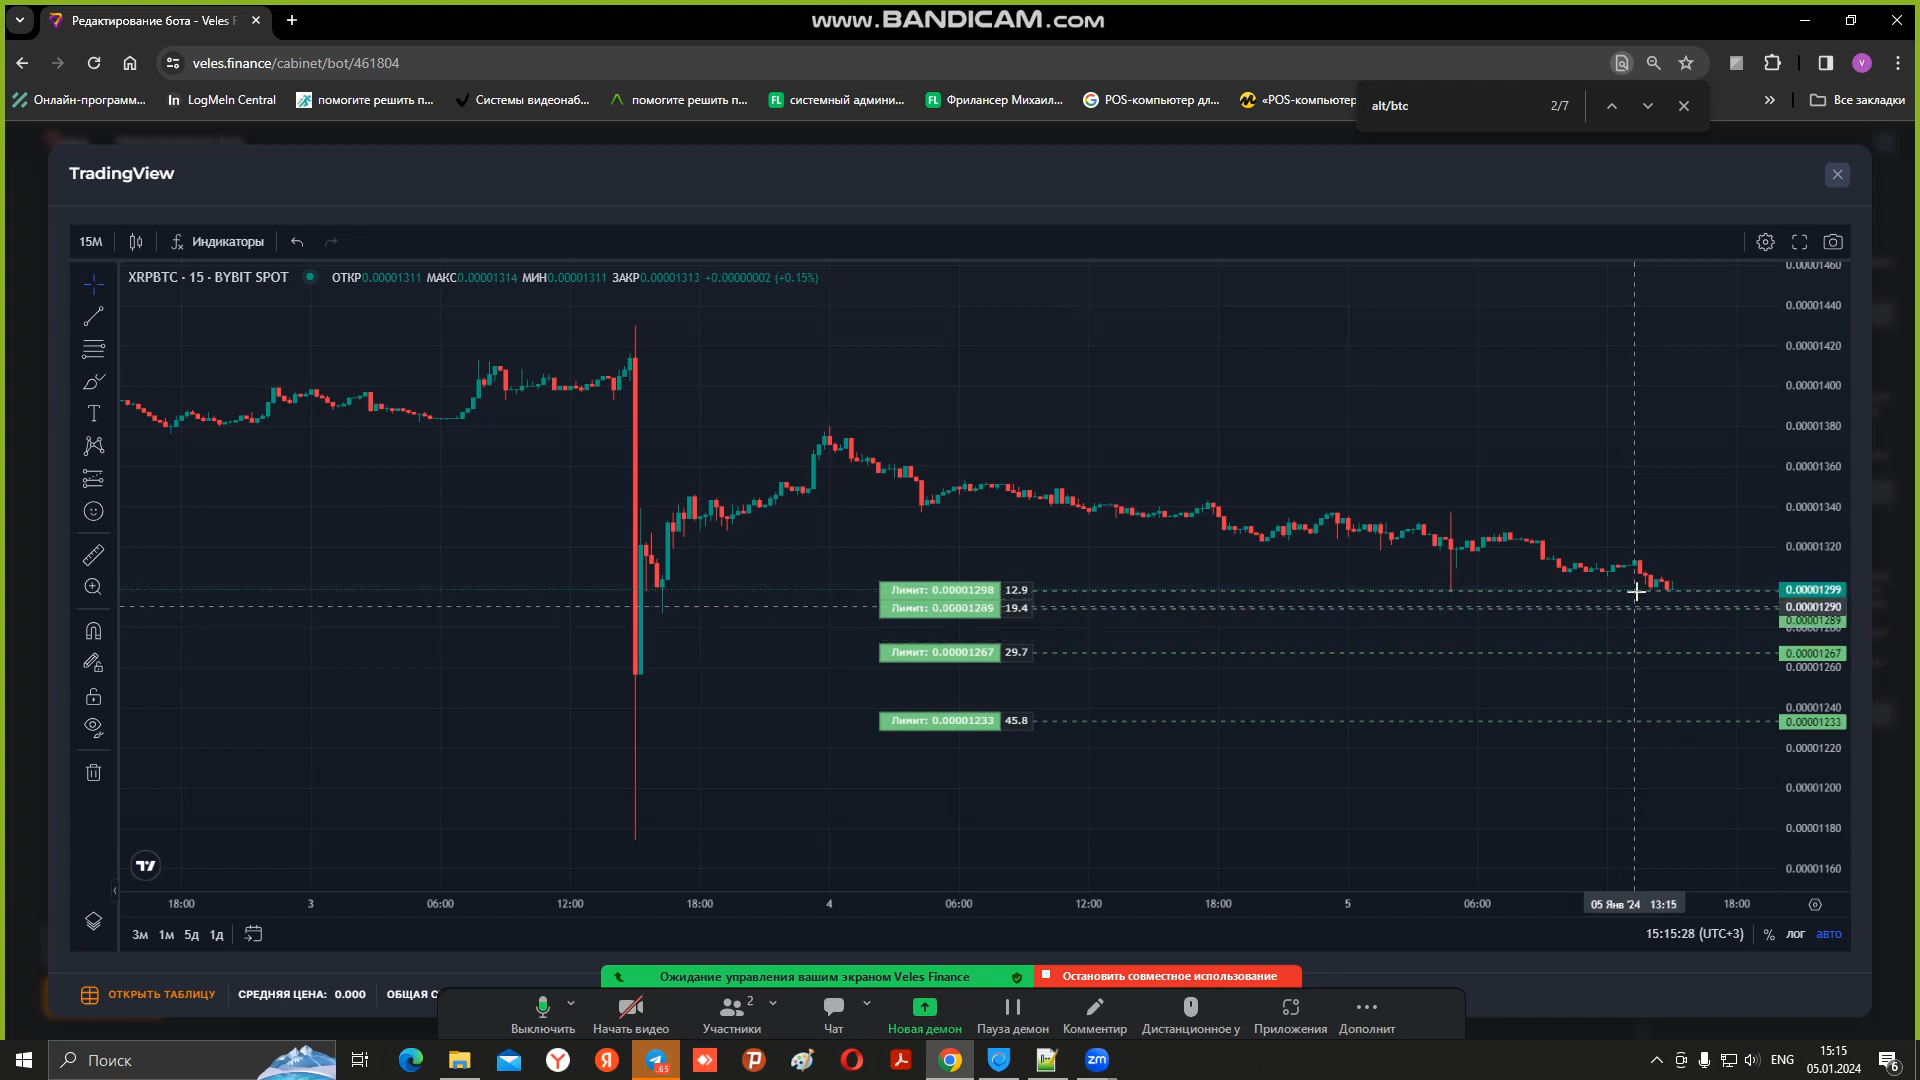 Редактирование бота - Veles F
www.BANDICAM.com
veles.finance/cabinet/bot/461804
Онлайн-программ...
LogMeIn Central
помогите решить п...
Системы видеонаб...
помогите решить п...
системный админи...
Фрилансер Михаил...
POS-компьютер дл...
«POS-компьютер
Все закладки
alt/btc
2/7
TradingView
15М
Индикаторы
XRPBTC · 15 · BYBIT SPOT
ОТКР0.00001311 МАКС0.00001314 МИН0.00001311 ЗАКР0.00001313 +0.00000002 (+0.15%)
0.00001460
0.00001440
0.00001420
0.00001400
0.00001380
0.00001360
0.00001340
0.00001320
Лимит: 0.00001298 12.9
0.00001299
Лимит: 0.00001289 19.4
0.00001290
0.00001289
0.00001280
Лимит: 0.00001267 29.7
0.00001267
0.00001260
0.00001240
Лимит: 0.00001233 45.8
0.00001233
0.00001220
0.00001200
0.00001180
0.00001160
18:00
3
06:00
12:00
18:00
4
06:00
12:00
18:00
5
06:00
05 Янв '24 13:15
18:00
3м 1м 5д 1д
15:15:28 (UTC+3)
%
лог
авто
Ожидание управления вашим экраном Veles Finance
Остановить совместное использование
ОТКРЫТЬ ТАБЛИЦУ
СРЕДНЯЯ ЦЕНА: 0.000
ОБЩАЯ С
2
Выключить
Начать видео
Участники
Чат
Новая демон
Пауза демон
Комментир
Дистанционное у
Приложения
Дополнит
Поиск
65
zm
ENG
15:15
05.01.2024
6